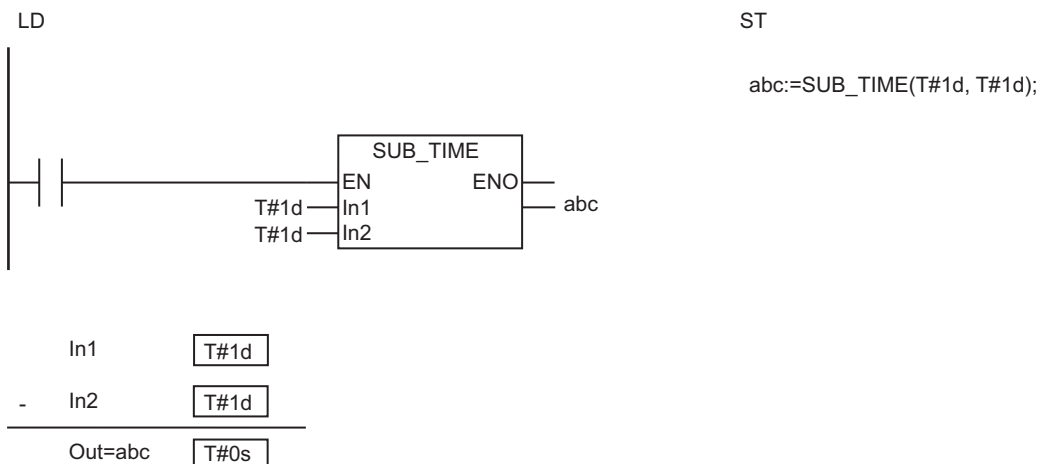 LD
ST
abc:=SUB_TIME(T#1d, T#1d);
SUB_TIME
EN ENO
T#1d In1 abc
T#1d In2
In1 T#1d
- In2 T#1d
Out=abc T#0s